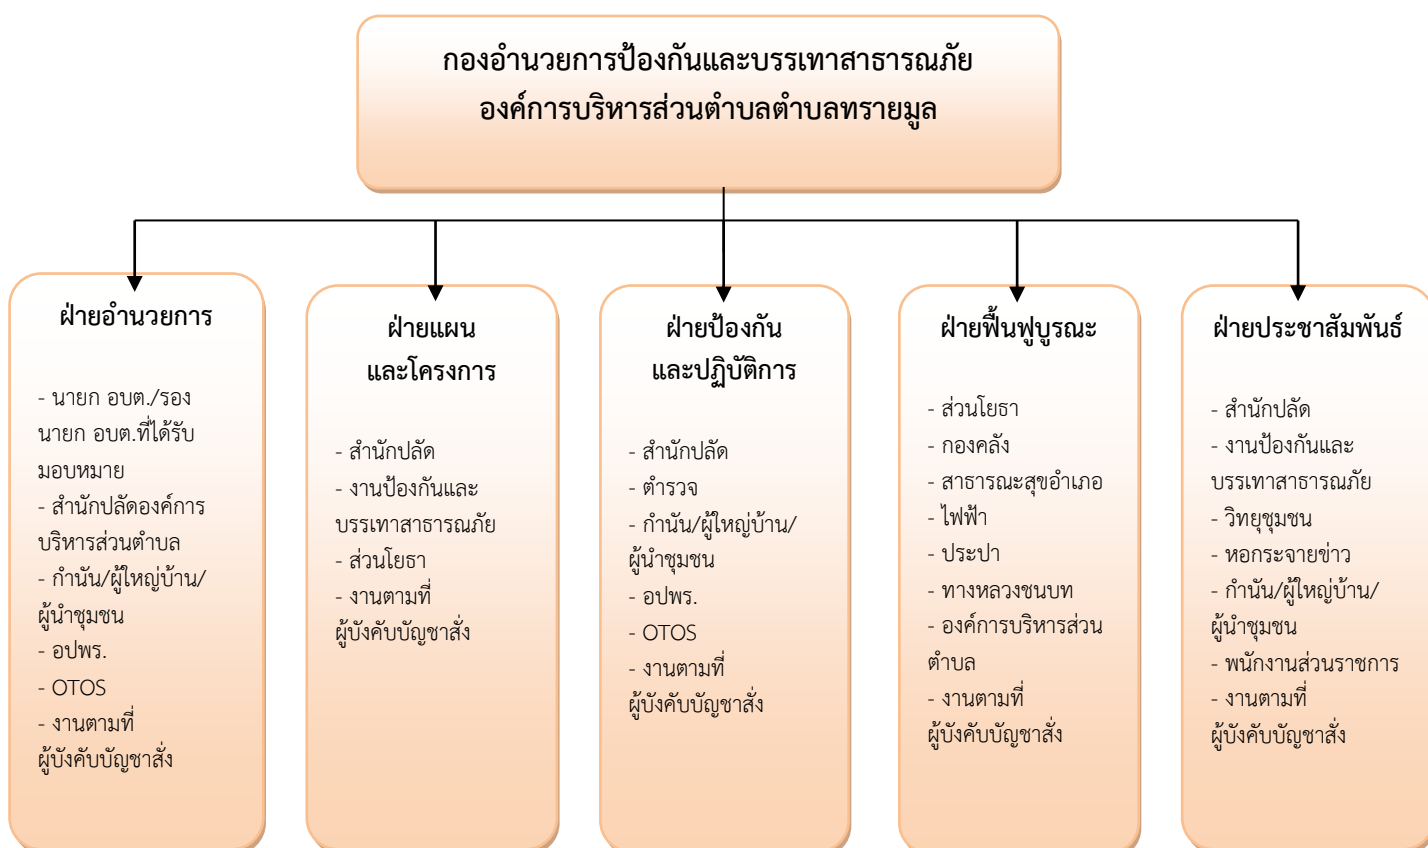 กองอำนวยการป้องกันและบรรเทาสาธารณภัย
องค์การบริหารส่วนตำบลตำบลทรายมูล
ฝ่ายอำนวยการ
- นายก อบต./รอง
นายก อบต.ที่ได้รับ
มอบหมาย
- สำนักปลัดองค์การ
บริหารส่วนตำบล
- กำนัน/ผู้ใหญ่บ้าน/
ผู้นำชุมชน
- อปพร.
- OTOS
- งานตามที่
ผู้บังคับบัญชาสั่ง
ฝ่ายแผน
และโครงการ
- สำนักปลัด
- งานป้องกันและ
บรรเทาสาธารณภัย
- ส่วนโยธา
- งานตามที่
ผู้บังคับบัญชาสั่ง
ฝ่ายป้องกัน
และปฏิบัติการ
- สำนักปลัด
- ตำรวจ
- กำนัน/ผู้ใหญ่บ้าน/
ผู้นำชุมชน
- อปพร.
- OTOS
- งานตามที่
ผู้บังคับบัญชาสั่ง
ฝ่ายฟื้นฟูบูรณะ
- ส่วนโยธา
- กองคลัง
- สาธารณะสุขอำเภอ
- ไฟฟ้า
- ประปา
- ทางหลวงชนบท
- องค์การบริหารส่วน
ตำบล
- งานตามที่
ผู้บังคับบัญชาสั่ง
ฝ่ายประชาสัมพันธ์
- สำนักปลัด
- งานป้องกันและ
บรรเทาสาธารณภัย
- วิทยุชุมชน
- หอกระจายข่าว
- กำนัน/ผู้ใหญ่บ้าน/
ผู้นำชุมชน
- พนักงานส่วนราชการ
- งานตามที่
ผู้บังคับบัญชาสั่ง